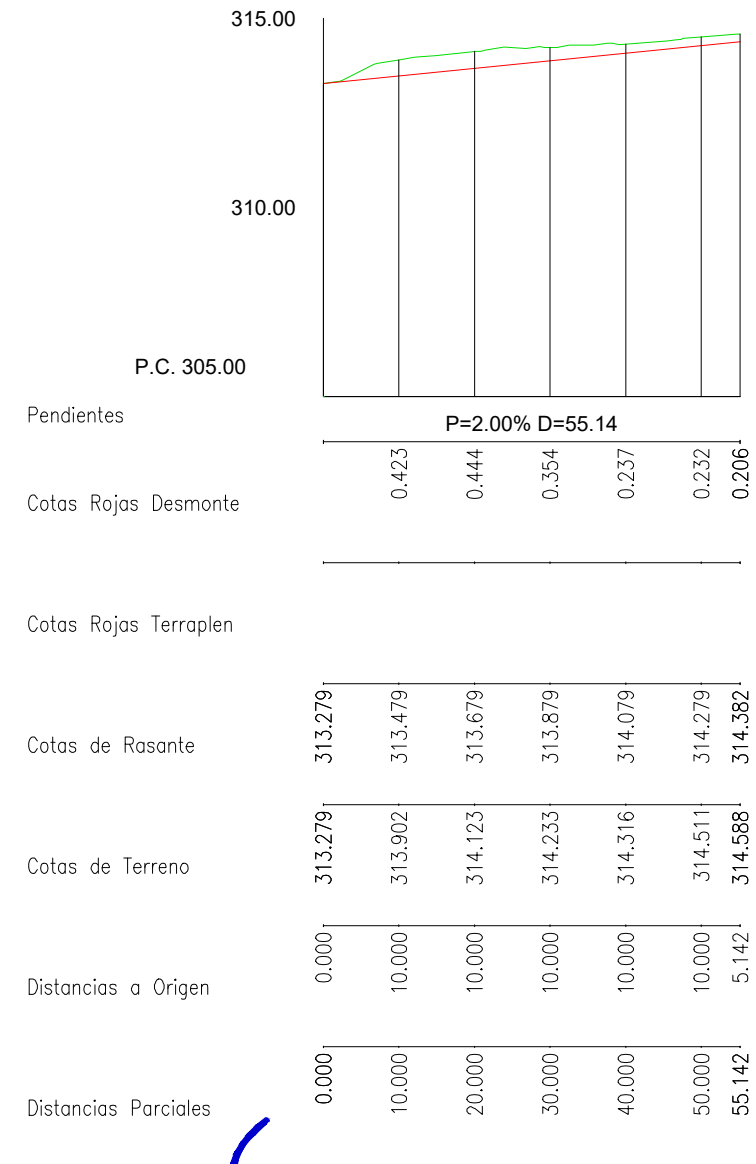 315.00
310.00
P.C. 305.00
Pendientes
P=2.00% D=55.14
Cotas Rojas Desmonte
0.423 0.444 0.354 0.237 0.232 0.206
Cotas Rojas Terraplen
Cotas de Rasante
313.279 313.479 313.679 313.879 314.079 314.279 314.382
Cotas de Terreno
313.279 313.902 314.123 314.233 314.316 314.511 314.588
Distancias a Origen
0.000 10.000 10.000 10.000 10.000 10.000 5.142
Distancias Parciales
0.000 10.000 20.000 30.000 40.000 50.000 55.142